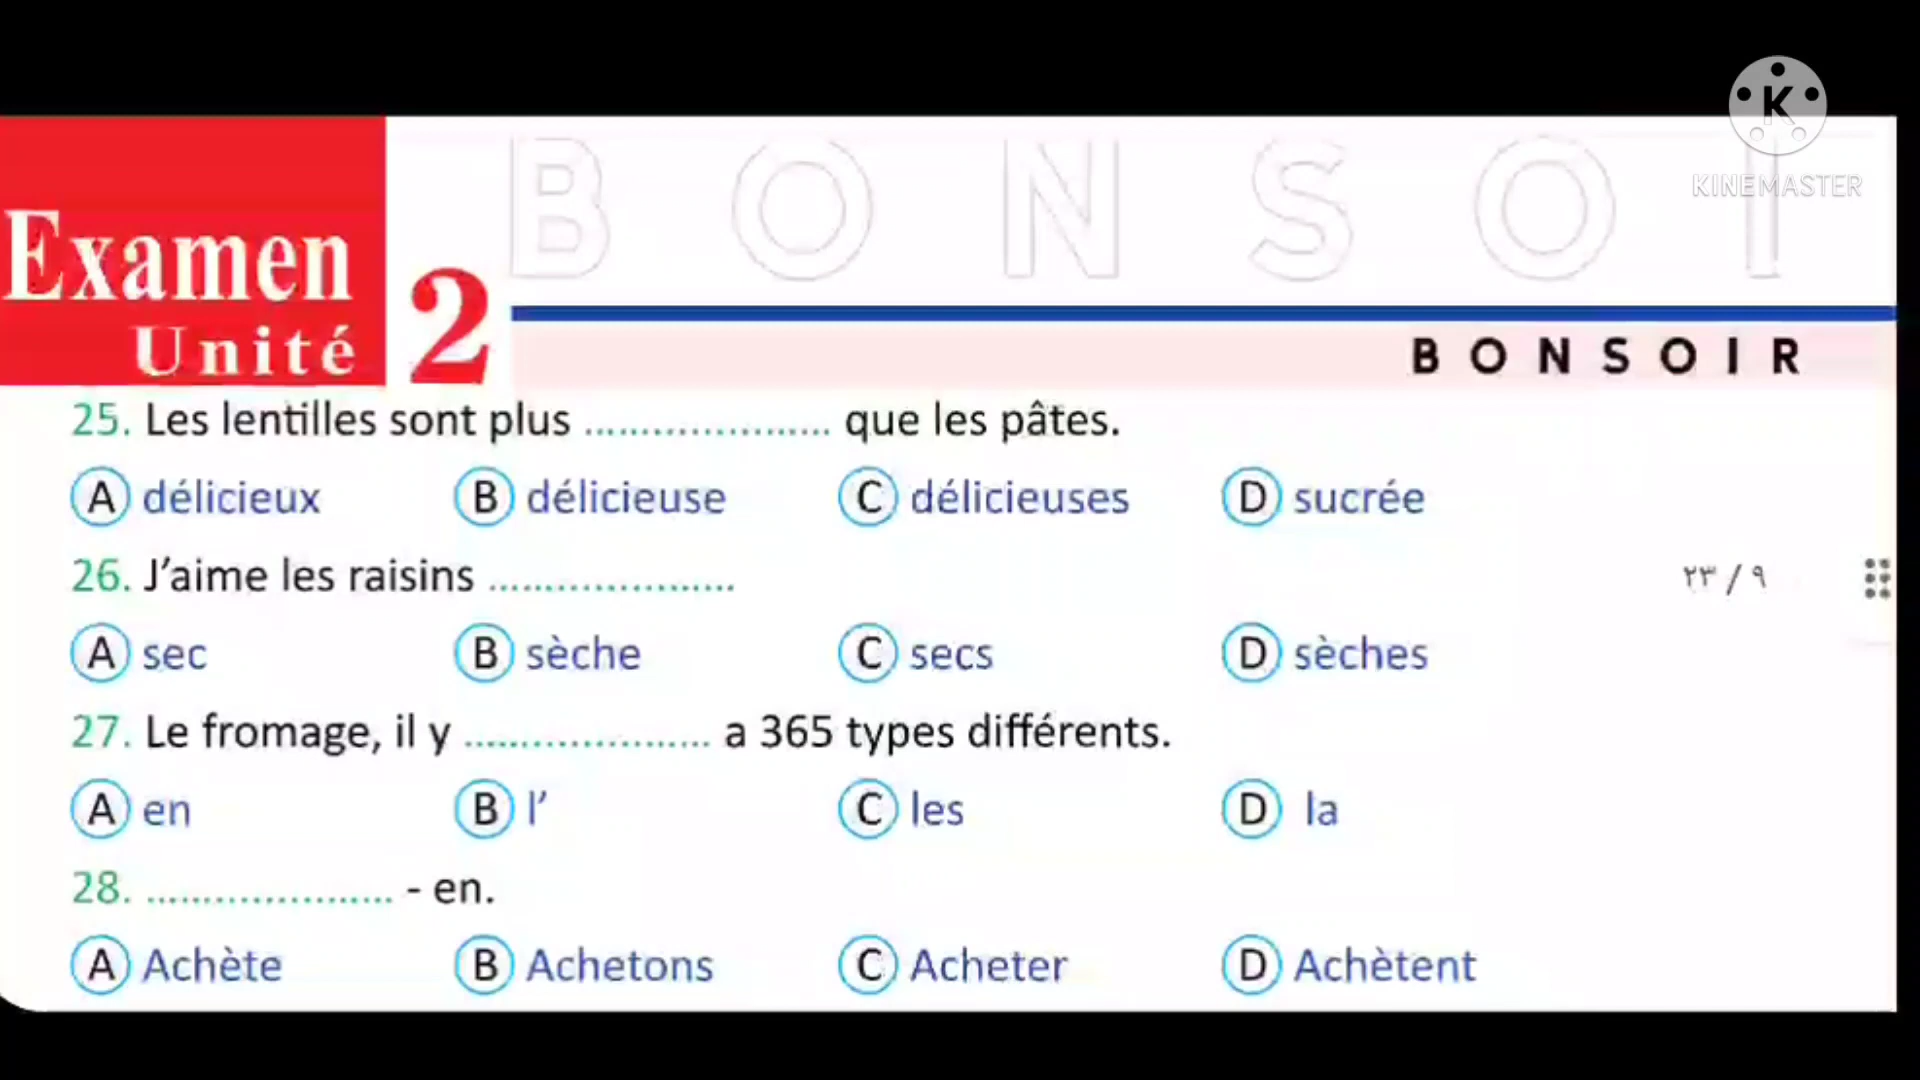 K
KINEMASTER
B O N S O I
Examen
Unité 2
B O N S O I R
25. Les lentilles sont plus ...................... que les pâtes.
A délicieux B délicieuse C délicieuses D sucrée
26. J'aime les raisins ......................
٢٣ / ٩
A sec B sèche C secs D sèches
27. Le fromage, il y ...................... a 365 types différents.
A en B l' C les D la
28. ...................... - en.
A Achète B Achetons C Acheter D Achètent